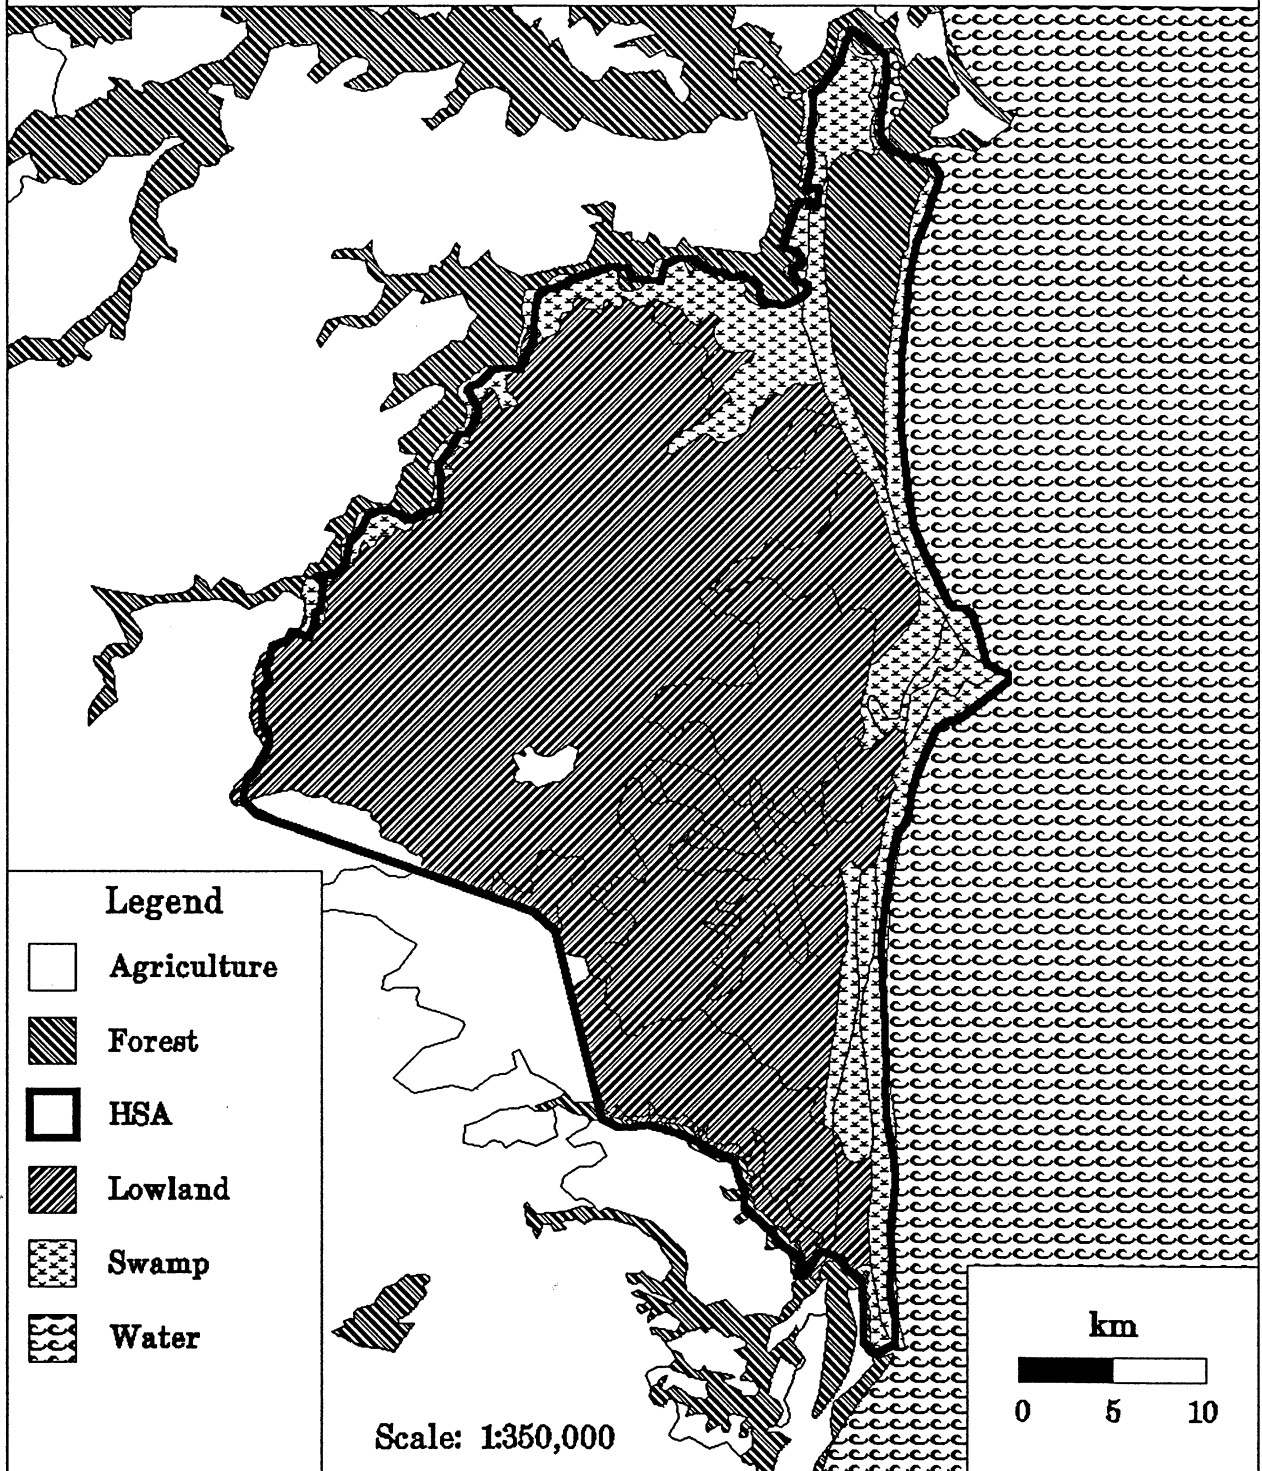 Legend
Agriculture
Forest
HSA
Lowland
Swamp
Water
Scale: 1:350,000
km
0 5 10